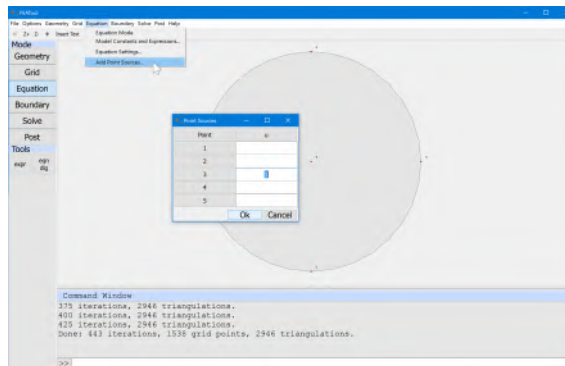 FEATool
File Options Geometry Grid Equation Boundary Solve Post Help
Insert Text
Equation Mode
Model Constants and Expressions...
Equation Settings...
Add Point Sources...
Mode
Geometry
Grid
Equation
Boundary
Solve
Post
Tools
expr eqn dlg
Point Sources
Point u
1
2
3
4
5
Ok Cancel
Command Window
375 iterations, 2946 triangulations.
400 iterations, 2946 triangulations.
425 iterations, 2946 triangulations.
Done: 443 iterations, 1538 grid points, 2946 triangulations.
>>